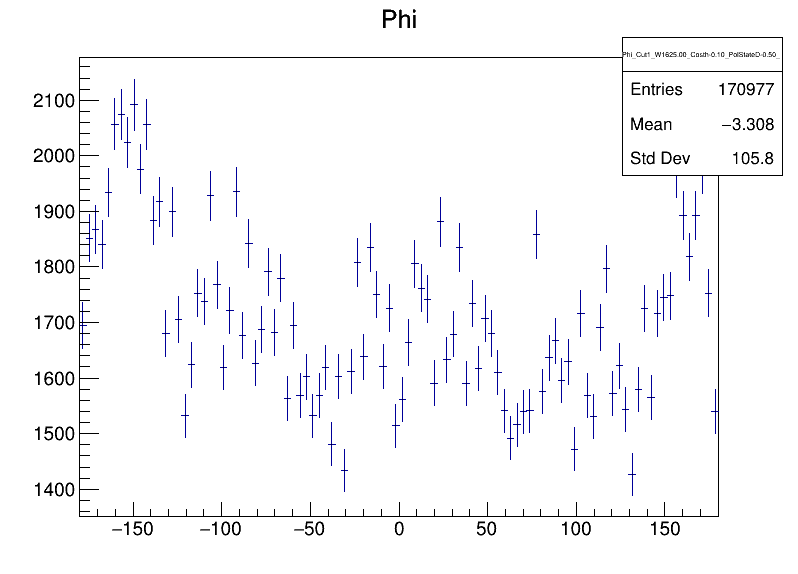 Phi
Phi_Cut1_W1625.00_Costh-0.10_PolStateD-0.50_
Entries 170977
Mean −3.308
Std Dev 105.8
2100
2000
1900
1800
1700
1600
1500
1400
−150 −100 −50 0 50 100 150